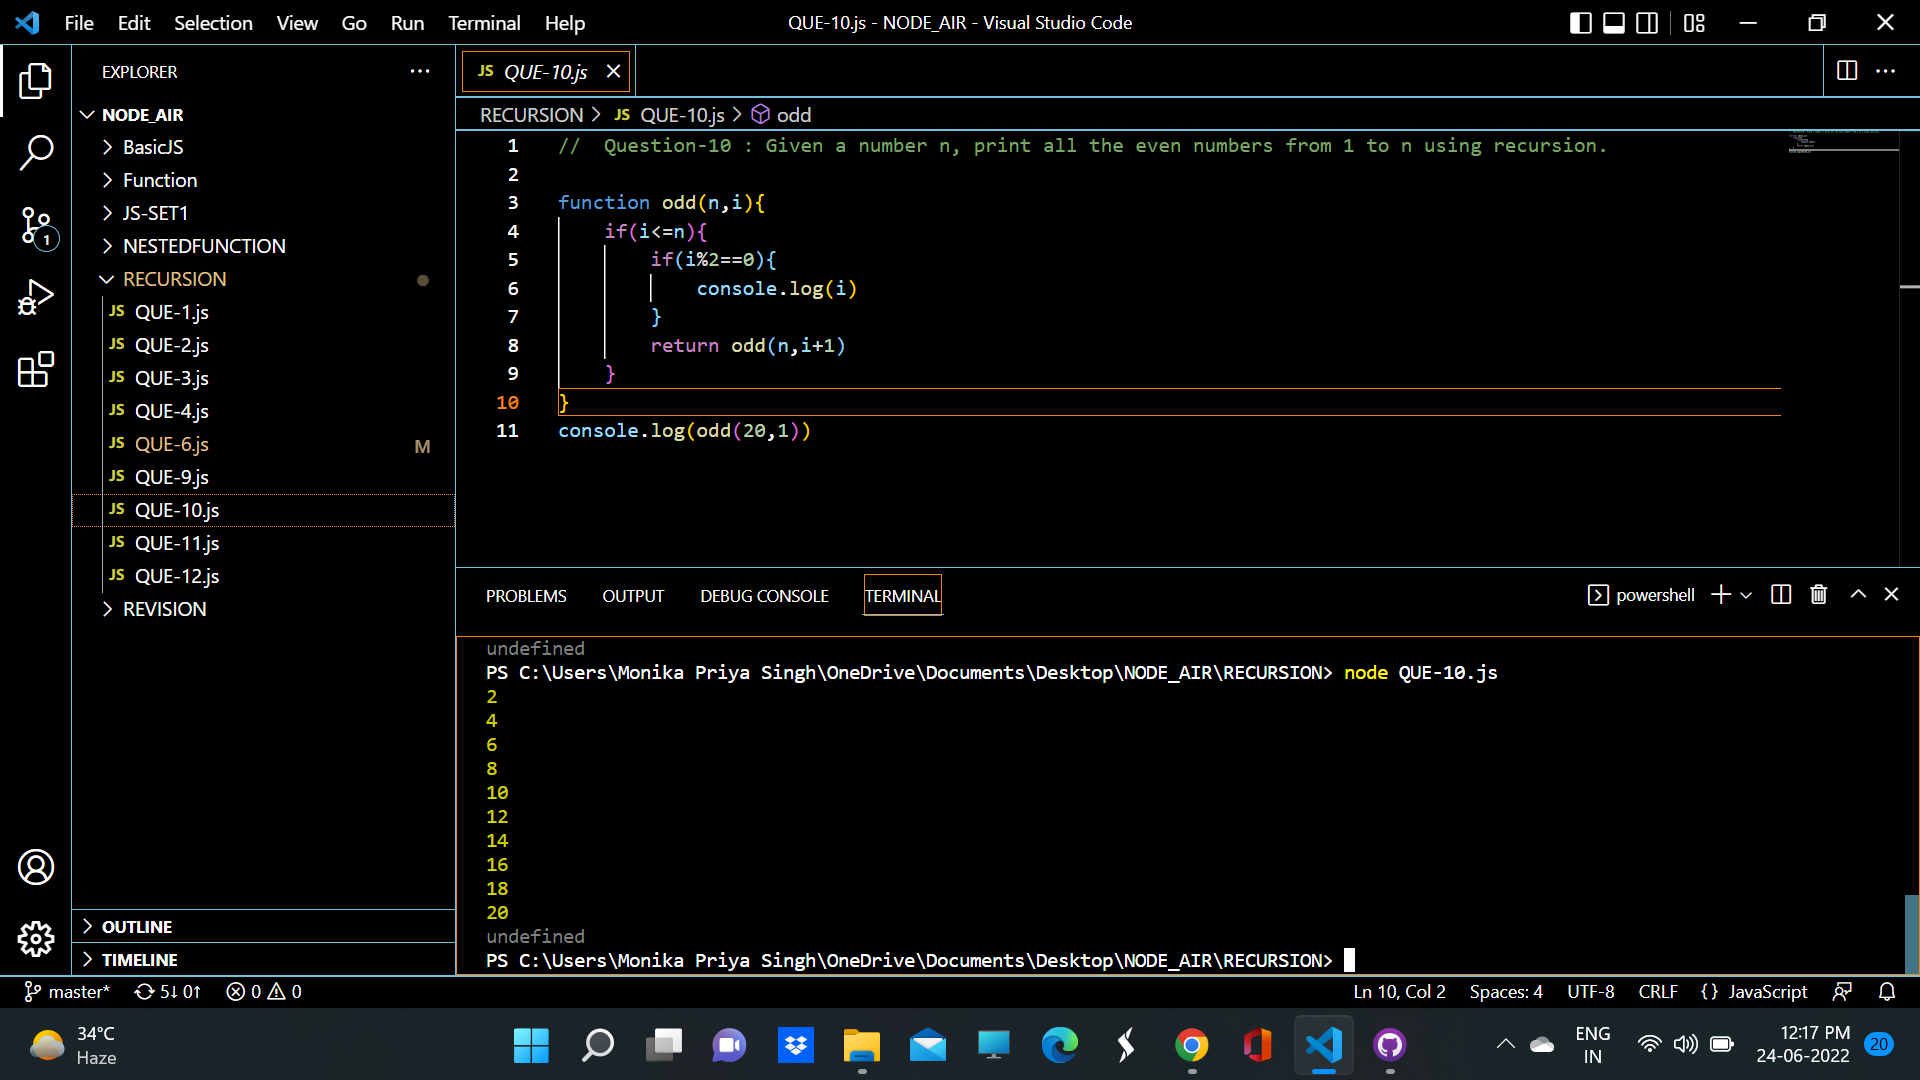 File Edit Selection View Go Run Terminal Help
QUE-10.js - NODE_AIR - Visual Studio Code
EXPLORER
NODE_AIR
BasicJS
Function
JS-SET1
NESTEDFUNCTION
RECURSION
JS QUE-1.js
JS QUE-2.js
JS QUE-3.js
JS QUE-4.js
JS QUE-6.js M
JS QUE-9.js
JS QUE-10.js
JS QUE-11.js
JS QUE-12.js
REVISION
OUTLINE
TIMELINE
1
JS QUE-10.js
RECURSION > JS QUE-10.js > odd
1 // Question-10 : Given a number n, print all the even numbers from 1 to n using recursion.
2
3 function odd(n,i){
4 if(i<=n){
5 if(i%2==0){
6 console.log(i)
7 }
8 return odd(n,i+1)
9 }
10 }
11 console.log(odd(20,1))
PROBLEMS OUTPUT DEBUG CONSOLE TERMINAL
powershell
undefined
PS C:\Users\Monika Priya Singh\OneDrive\Documents\Desktop\NODE_AIR\RECURSION> node QUE-10.js
2
4
6
8
10
12
14
16
18
20
undefined
PS C:\Users\Monika Priya Singh\OneDrive\Documents\Desktop\NODE_AIR\RECURSION>
master* 5↓ 0↑ 0 0
Ln 10, Col 2 Spaces: 4 UTF-8 CRLF {} JavaScript
34°C
Haze
ENG
IN
12:17 PM
24-06-2022
20